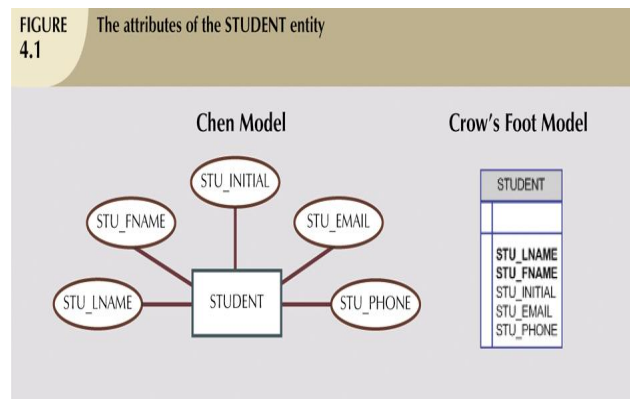 FIGURE
4.1
The attributes of the STUDENT entity
Chen Model
Crow's Foot Model
STU_INITIAL
STU_FNAME
STU_EMAIL
STU_LNAME
STUDENT
STU_PHONE
STUDENT
STU_LNAME
STU_FNAME
STU_INITIAL
STU_EMAIL
STU_PHONE